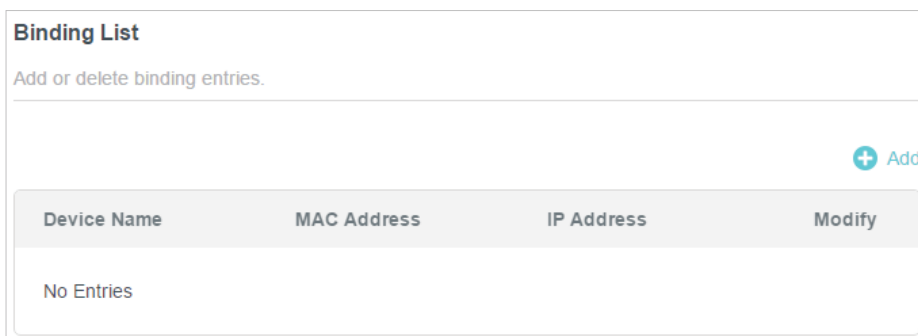 Binding List
Add or delete binding entries.
Add
Device Name MAC Address IP Address Modify
No Entries